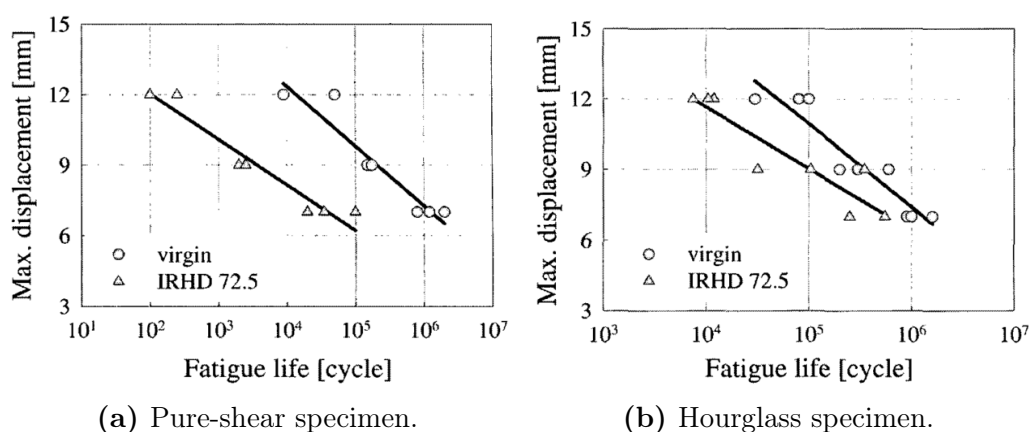 Max. displacement [mm]
15
12
9
6
3
virgin
IRHD 72.5
10¹ 10² 10³ 10⁴ 10⁵ 10⁶ 10⁷
Fatigue life [cycle]
(a) Pure-shear specimen.
Max. displacement [mm]
15
12
9
6
3
virgin
IRHD 72.5
10³ 10⁴ 10⁵ 10⁶ 10⁷
Fatigue life [cycle]
(b) Hourglass specimen.